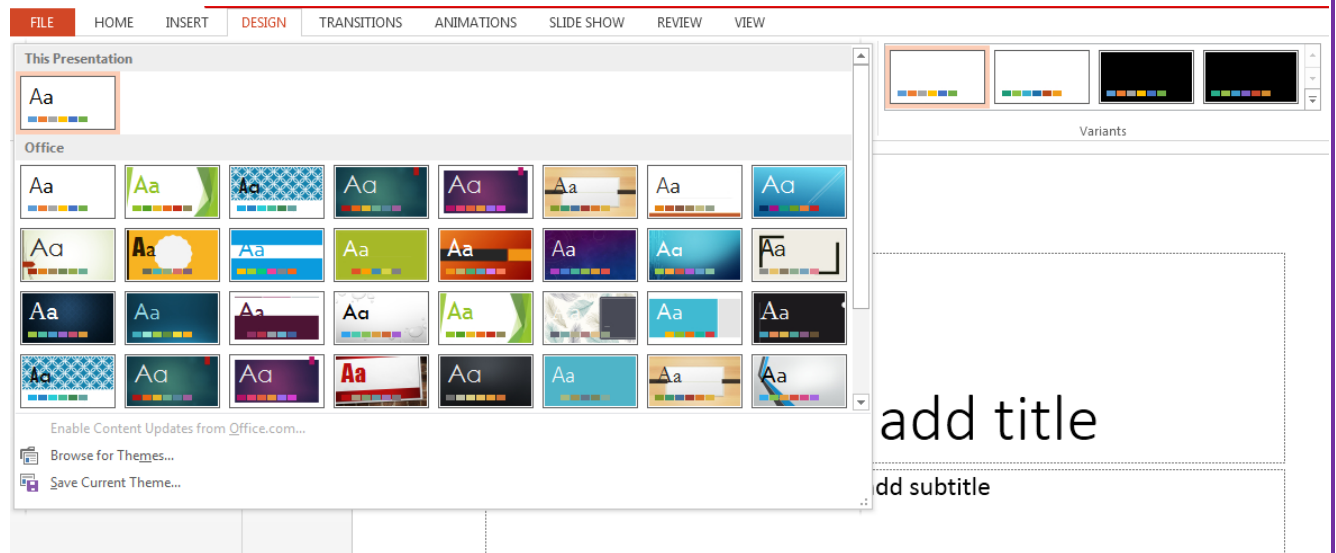 FILE HOME INSERT DESIGN TRANSITIONS ANIMATIONS SLIDE SHOW REVIEW VIEW
This Presentation
Aa
Office
Aa Aa Aa Aa Aa Aa Aa Aa
Aa Aa Aa Aa Aa Aa Aa Aa
Aa Aa Aa Aa Aa Aa Aa
Aa Aa Aa Aa Aa Aa Aa Aa
Enable Content Updates from Office.com...
Browse for Themes...
Save Current Theme...
Variants
add title
dd subtitle